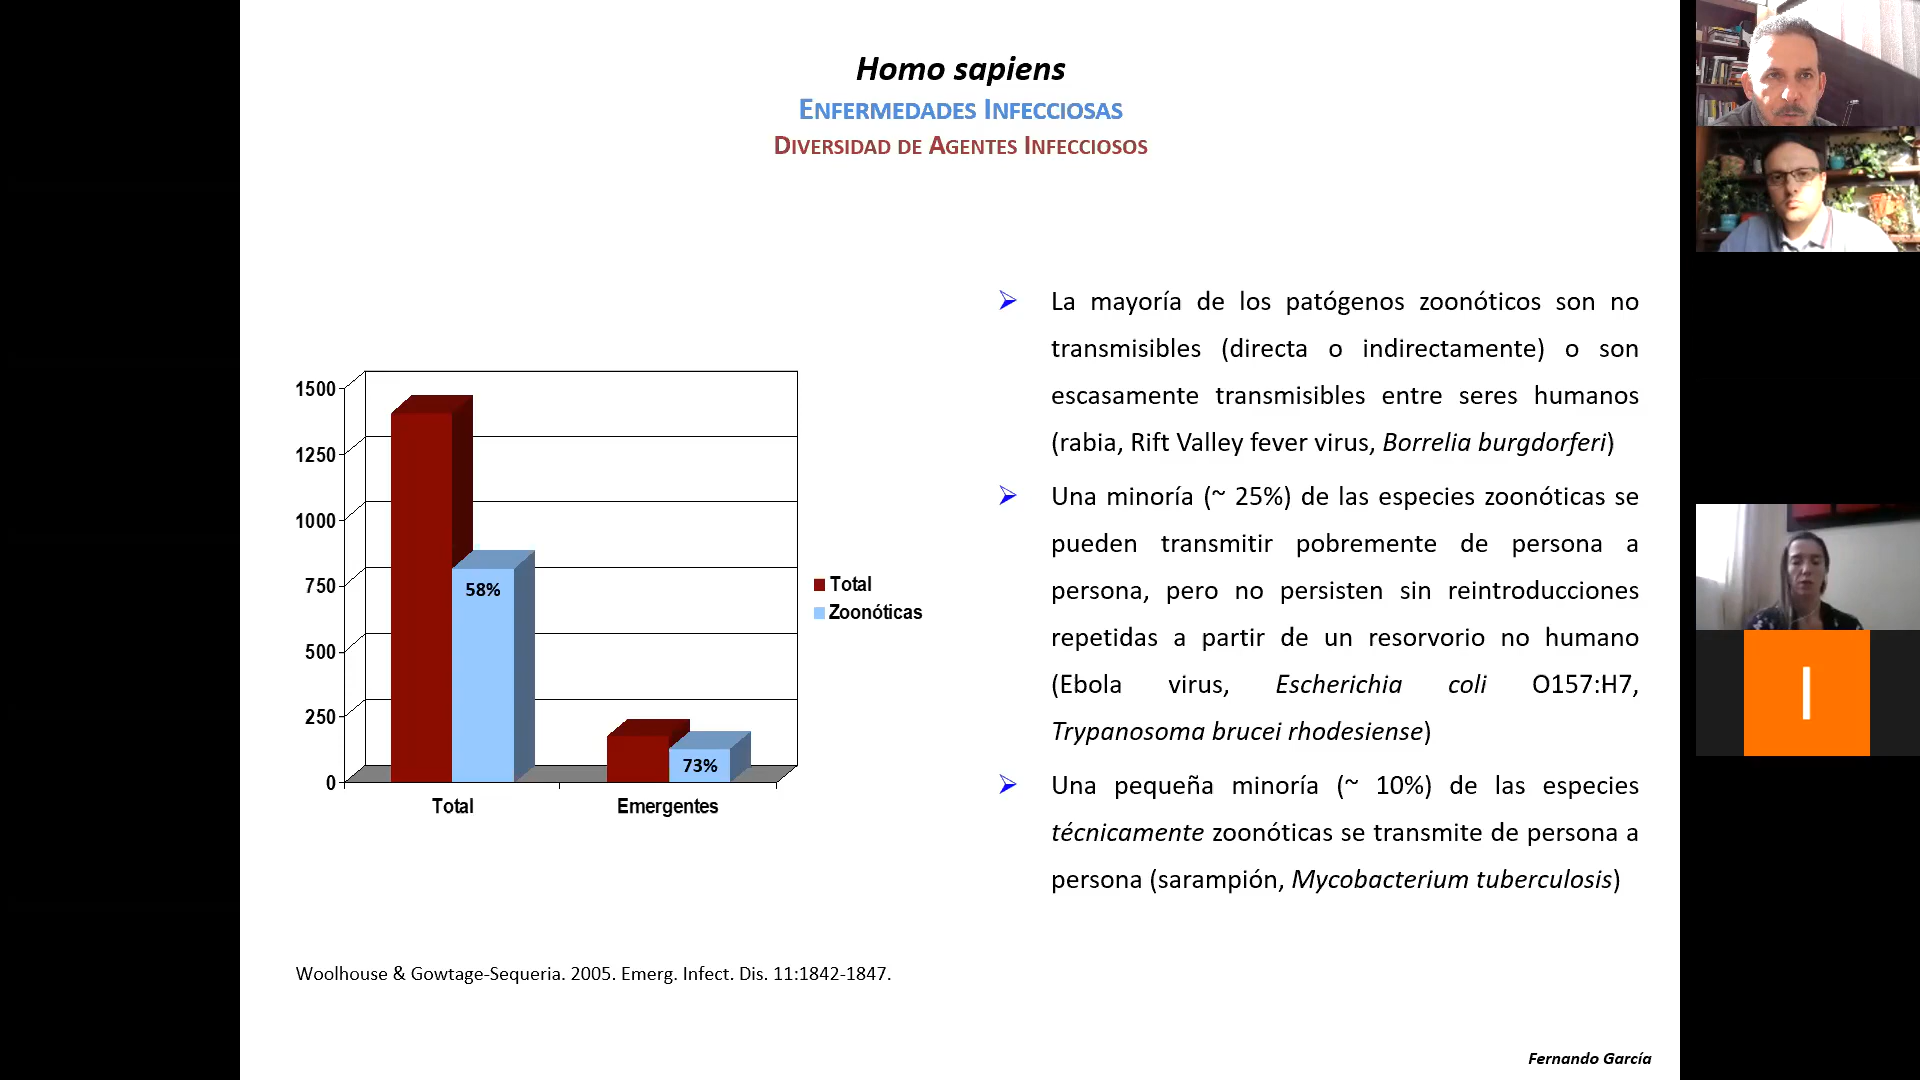 Homo sapiens
ENFERMEDADES INFECCIOSAS
DIVERSIDAD DE AGENTES INFECCIOSOS
1500
1250
1000
750
500
250
0
58%
73%
Total
Emergentes
Total
Zoonóticas
La mayoría de los patógenos zoonóticos son no
transmisibles (directa o indirectamente) o son
escasamente transmisibles entre seres humanos
(rabia, Rift Valley fever virus, Borrelia burgdorferi)
Una minoría (~ 25%) de las especies zoonóticas se
pueden transmitir pobremente de persona a
persona, pero no persisten sin reintroducciones
repetidas a partir de un resorvorio no humano
(Ebola virus, Escherichia coli O157:H7,
Trypanosoma brucei rhodesiense)
Una pequeña minoría (~ 10%) de las especies
técnicamente zoonóticas se transmite de persona a
persona (sarampión, Mycobacterium tuberculosis)
Woolhouse & Gowtage-Sequeria. 2005. Emerg. Infect. Dis. 11:1842-1847.
Fernando García
I